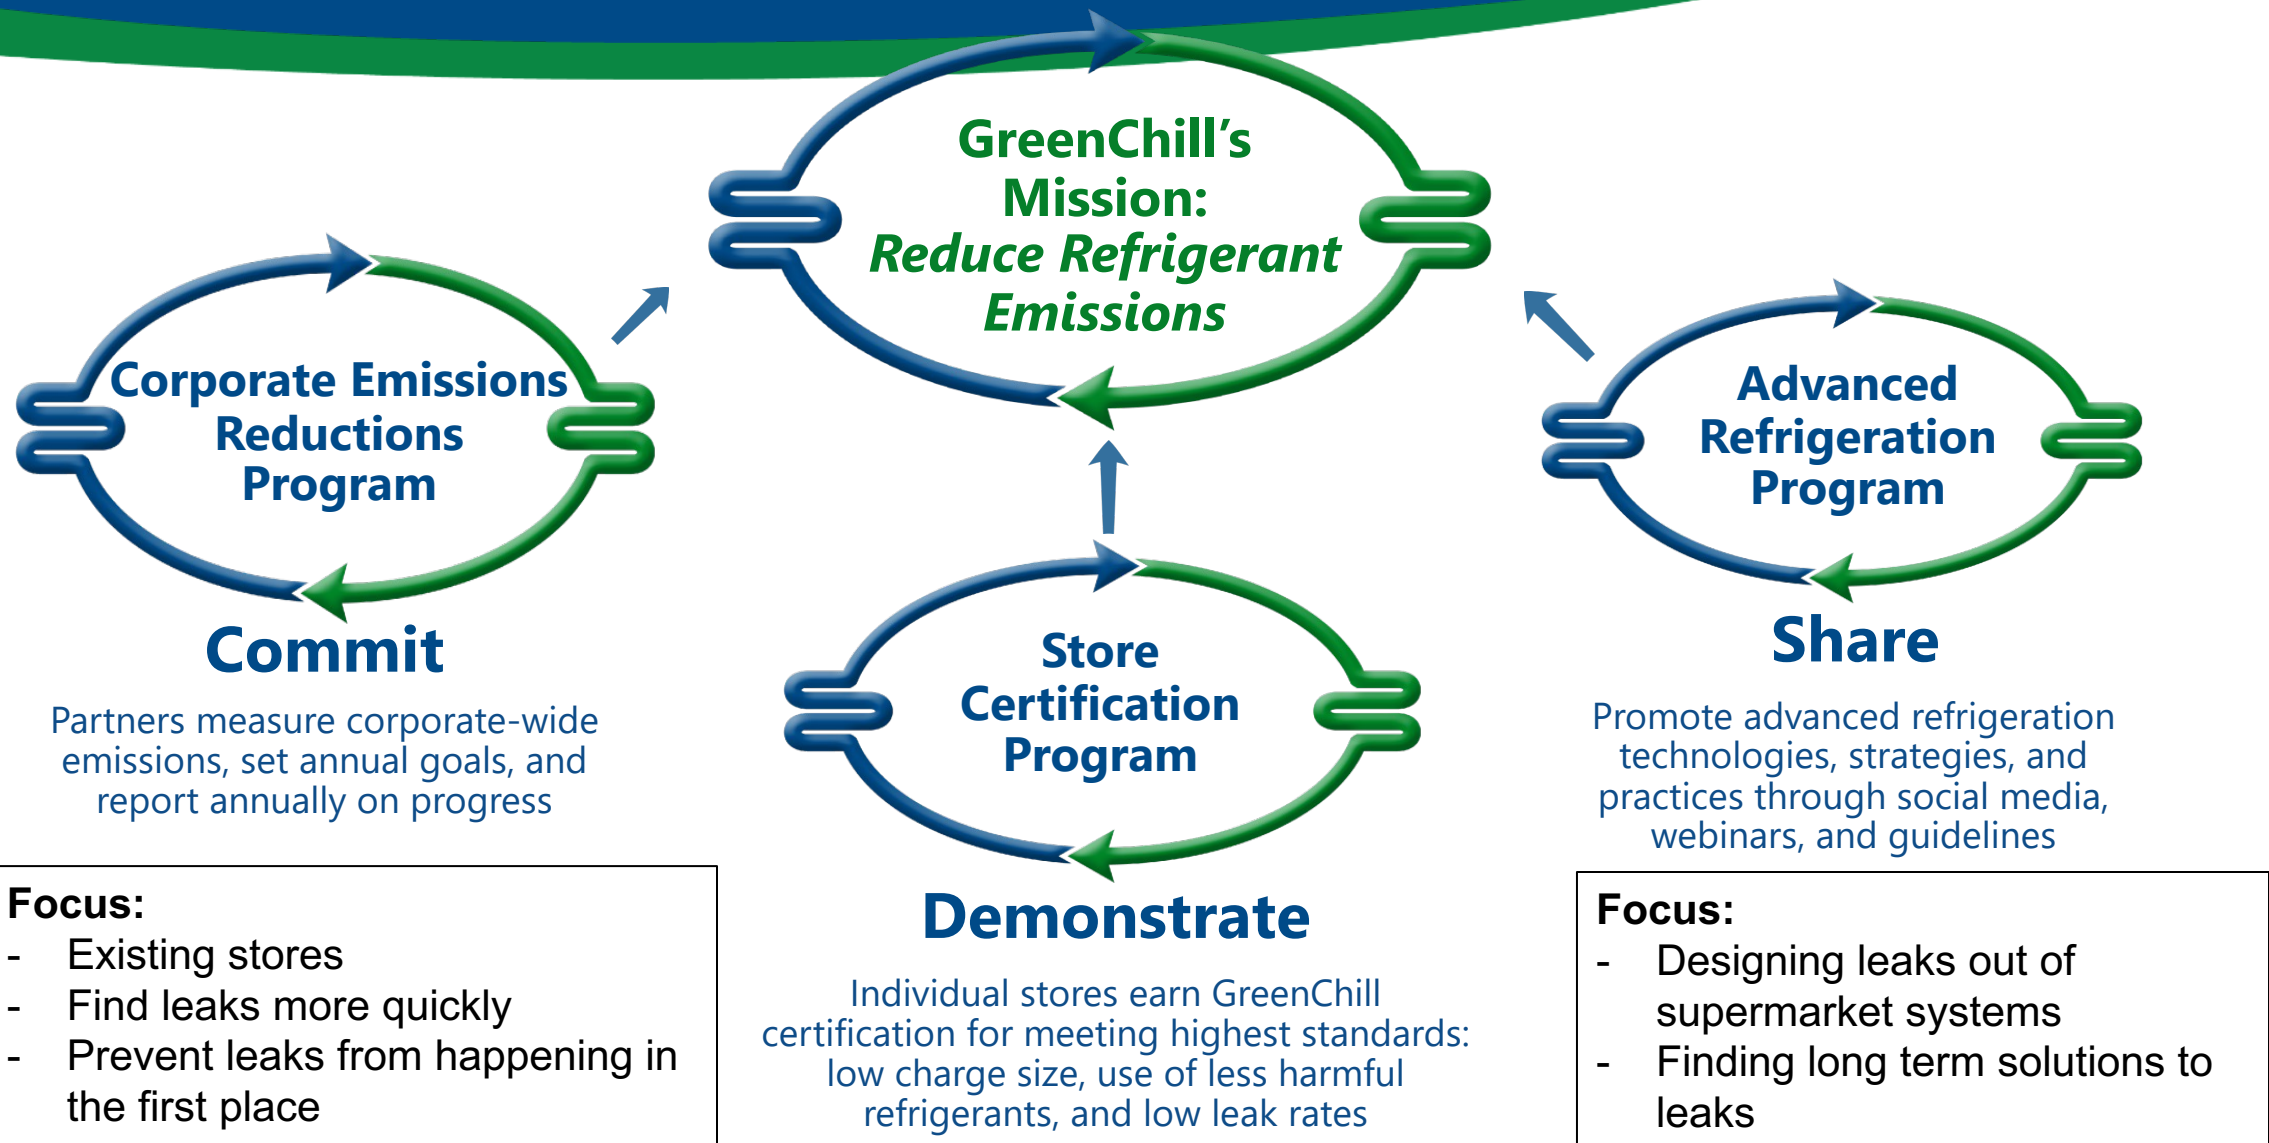 GreenChill's
Mission:
Reduce Refrigerant
Emissions
Corporate Emissions
Reductions
Program
Commit
Partners measure corporate-wide
emissions, set annual goals, and
report annually on progress
Focus:
- Existing stores
- Find leaks more quickly
- Prevent leaks from happening in
the first place
Store
Certification
Program
Demonstrate
Individual stores earn GreenChill
certification for meeting highest standards:
low charge size, use of less harmful
refrigerants, and low leak rates
Advanced
Refrigeration
Program
Share
Promote advanced refrigeration
technologies, strategies, and
practices through social media,
webinars, and guidelines
Focus:
- Designing leaks out of
supermarket systems
- Finding long term solutions to
leaks